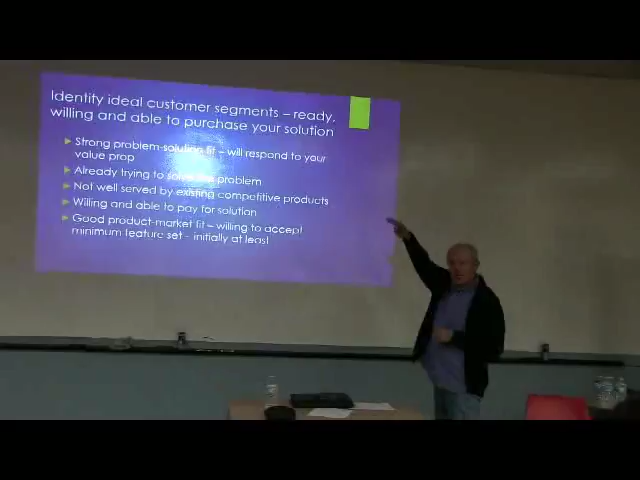 Identity ideal customer segments – ready,
willing and able to purchase your solution
Strong problem-solution fit – will respond to your
value prop
Already trying to solve the problem
Not well served by existing competitive products
Willing and able to pay for solution
Good product-market fit – willing to accept
minimum feature set – initially at least